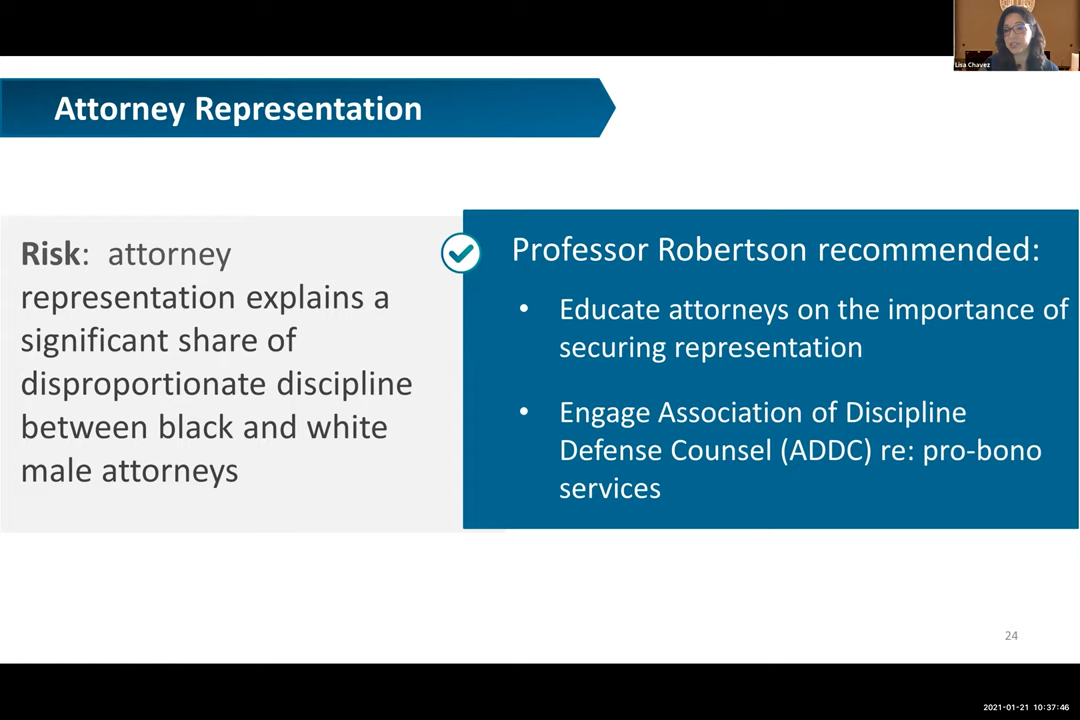 Lisa Chavez
Attorney Representation
Risk: attorney
representation explains a
significant share of
disproportionate discipline
between black and white
male attorneys
Professor Robertson recommended:
• Educate attorneys on the importance of
securing representation
• Engage Association of Discipline
Defense Counsel (ADDC) re: pro-bono
services
24
2021-01-21 10:37:46